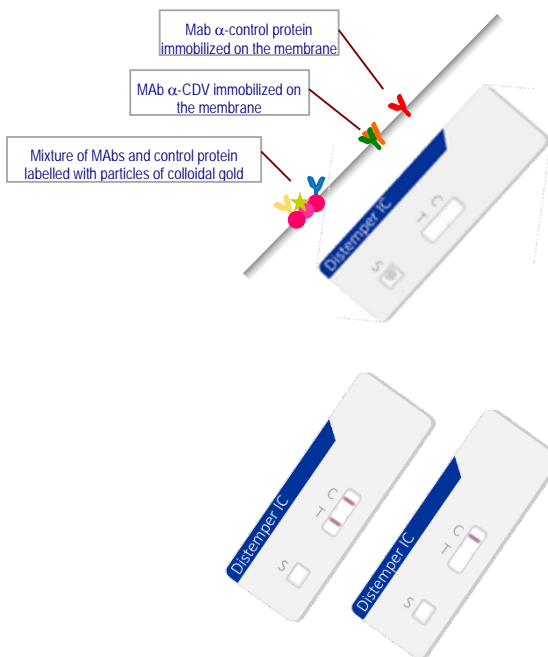 Mab α-control protein
immobilized on the membrane
MAb α-CDV immobilized on
the membrane
Mixture of MAbs and control protein
labelled with particles of colloidal gold
Distemper IC
C
T
S
Distemper IC
C
T
S
Distemper IC
C
T
S